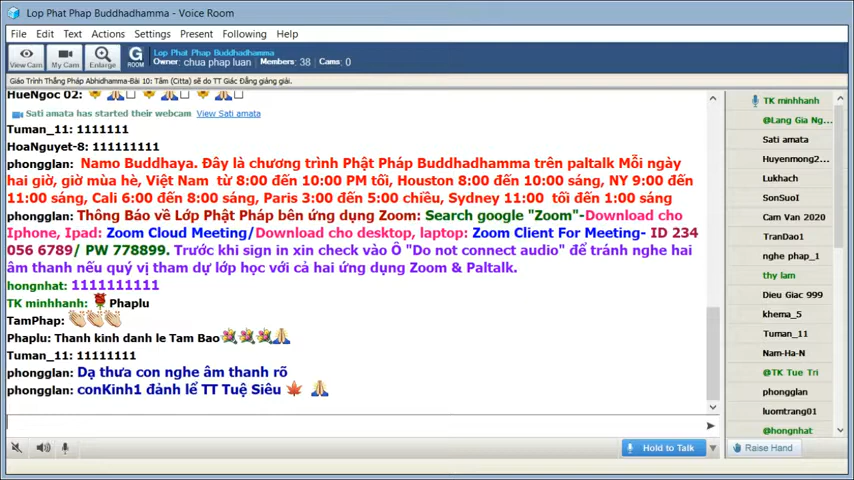 Lop Phat Phap Buddhadhamma - Voice Room
File Edit Text Actions Settings Present Following Help
View Cam My Cam Enlarge G ROOM
Lop Phat Phap Buddhadhamma
Owner: chua phap luan Members: 38 Cams: 0
Giáo Trình Thắng Pháp Abhidhamma-Bài 10: Tâm (Citta) sẽ do TT Giác Đẳng giảng giải.
HueNgoc 02:
Sati amata has started their webcam View Sati amata
Tuman_11: 1111111
HoaNguyet-8: 111111111
phongglan: Namo Buddhaya. Đây là chương trình Phật Pháp Buddhadhamma trên paltalk Mỗi ngày
hai giờ, giờ mùa hè, Việt Nam từ 8:00 đến 10:00 PM tối, Houston 8:00 đến 10:00 sáng, NY 9:00 đến
11:00 sáng, Cali 6:00 đến 8:00 sáng, Paris 3:00 đến 5:00 chiều, Sydney 11:00 tối đến 1:00 sáng
phongglan: Thông Báo về Lớp Phật Pháp bên ứng dụng Zoom: Search google "Zoom"-Download cho
Iphone, Ipad: Zoom Cloud Meeting/Download cho desktop, laptop: Zoom Client For Meeting- ID 234
056 6789/ PW 778899. Trước khi sign in xin check vào Ô "Do not connect audio" để tránh nghe hai
âm thanh nếu quý vị tham dự lớp học với cả hai ứng dụng Zoom & Paltalk.
hongnhat: 1111111111
TK minhhanh: Phaplu
TamPhap:
Phaplu: Thanh kinh danh le Tam Bao
Tuman_11: 11111111
phongglan: Dạ thưa con nghe âm thanh rõ
phongglan: conKinh1 đảnh lể TT Tuệ Siêu
Hold to Talk
Raise Hand
TK minhhanh
@Lang Gia Ng...
Sati amata
Huyenmong2...
Lukhach
SonSuoI
Cam Van 2020
TranDao1
nghe phap_1
thy lam
Dieu Giac 999
khema_5
Tuman_11
Nam-Ha-N
@TK Tue Tri
phongglan
luomtrang01
@hongnhat